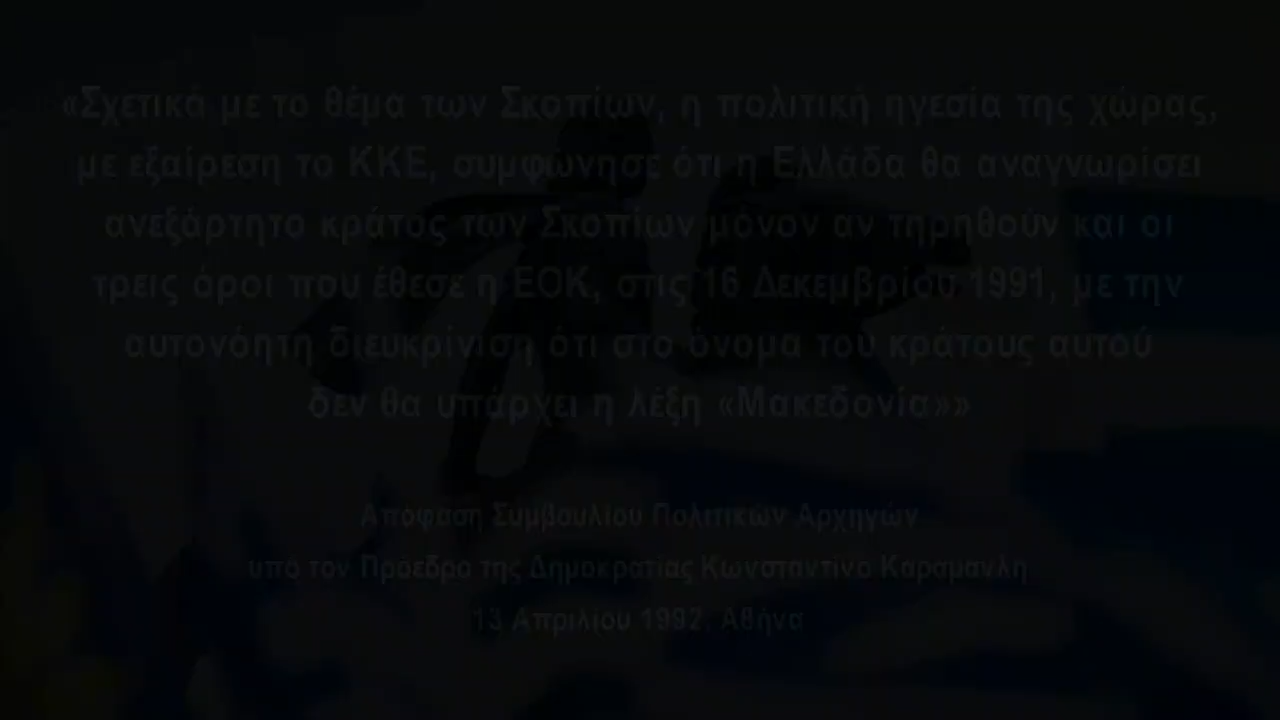 «Σχετικά με το θέμα των Σκοπίων, η πολιτική ηγεσία της χώρας,
με εξαίρεση το ΚΚΕ, συμφώνησε ότι η Ελλάδα θα αναγνωρίσει
ανεξάρτητο κράτος των Σκοπίων μόνον αν τηρηθούν και οι
τρεις όροι που έθεσε η ΕΟΚ, στις 16 Δεκεμβρίου 1991, με την
αυτονόητη διευκρίνιση ότι στο όνομα του κράτους αυτού
δεν θα υπάρχει η λέξη «Μακεδονία»»
Απόφαση Συμβουλίου Πολιτικών Αρχηγών
υπό τον Πρόεδρο της Δημοκρατίας Κωνσταντίνο Καραμανλή
13 Απριλίου 1992, Αθήνα